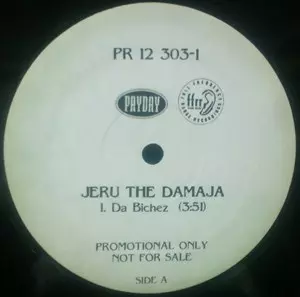 PR 12 303-1
PAYDAY
ffrr
JERU THE DAMAJA
1. Da Bichez (3:51)
PROMOTIONAL ONLY
NOT FOR SALE
SIDE A